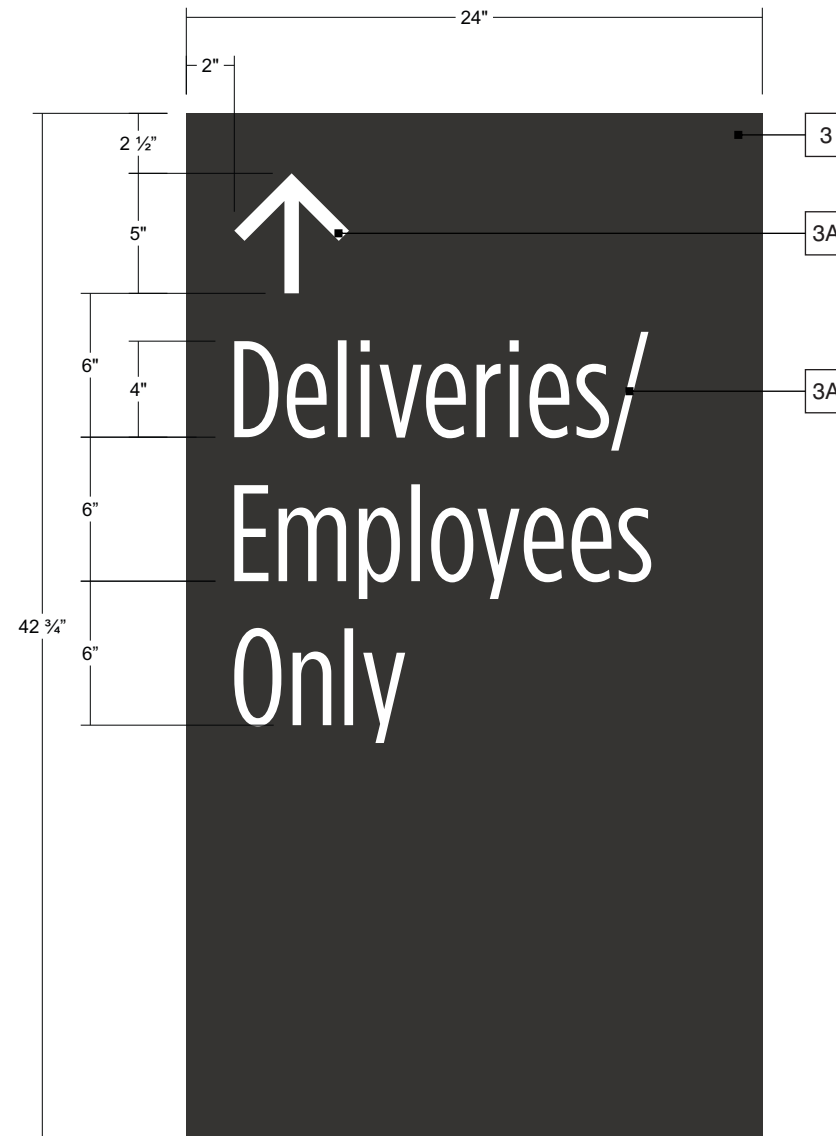 24"
2"
2 ½”
3
5"
3A
6"
4"
Deliveries/
3A
6”
Employees
42 ¾”
6”
Only